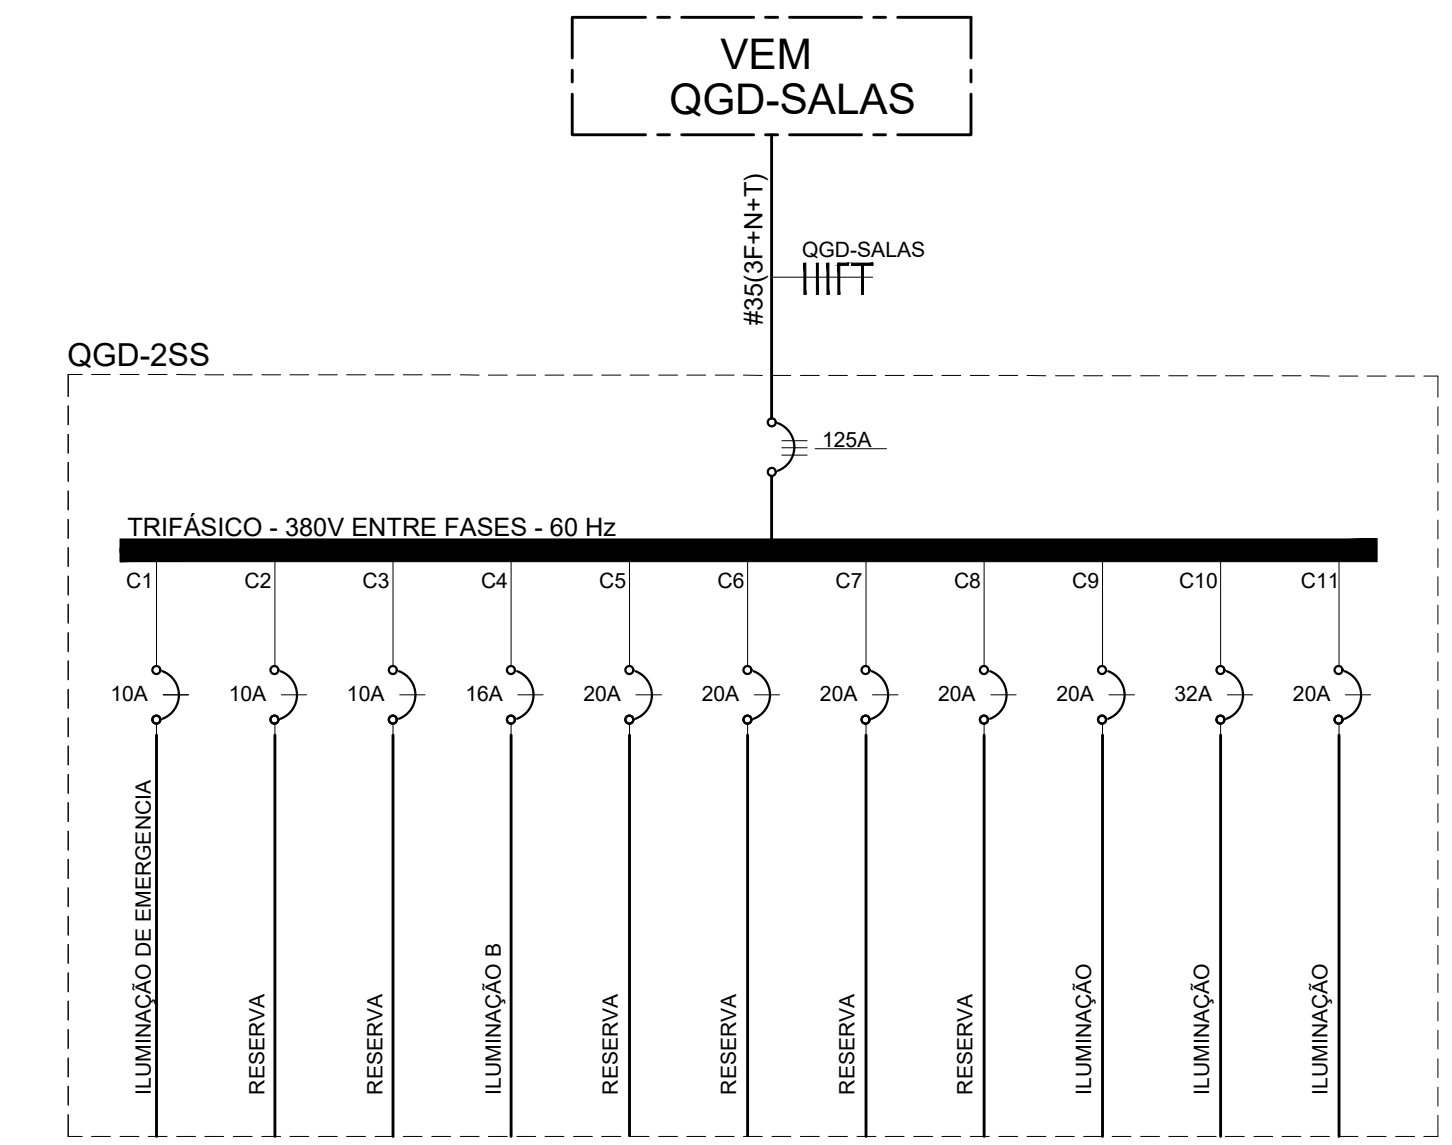 VEM
QGD-SALAS
#35(3F+N+T)
QGD-SALAS
QGD-2SS
125A
TRIFÁSICO - 380V ENTRE FASES - 60 Hz
C1 C2 C3 C4 C5 C6 C7 C8 C9 C10 C11
10A 10A 10A 16A 20A 20A 20A 20A 20A 32A 20A
ILUMINAÇÃO DE EMERGENCIA
RESERVA
RESERVA
ILUMINAÇÃO B
RESERVA
RESERVA
RESERVA
RESERVA
ILUMINAÇÃO
ILUMINAÇÃO
ILUMINAÇÃO